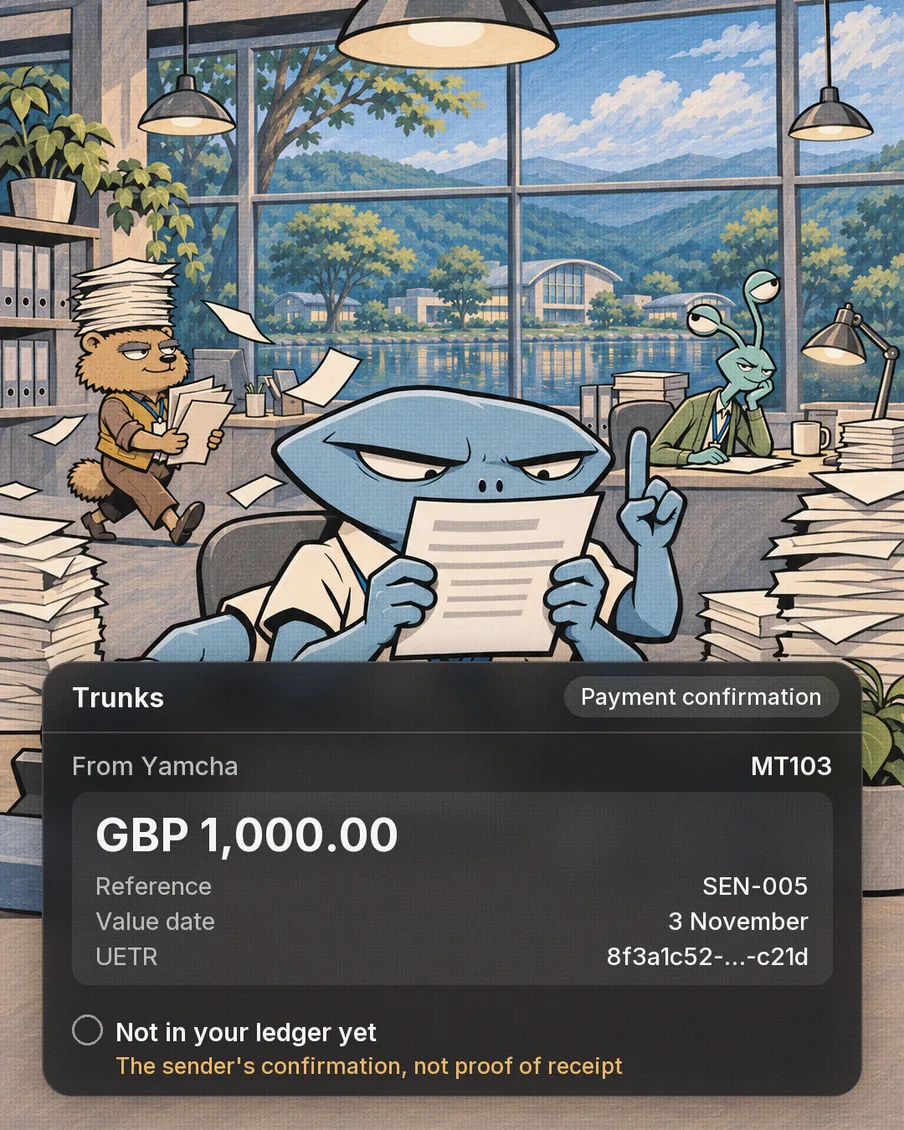 Trunks
Payment confirmation
From Yamcha
MT103
GBP 1,000.00
Reference
SEN-005
Value date
3 November
UETR
8f3a1c52-...-c21d
Not in your ledger yet
The sender's confirmation, not proof of receipt